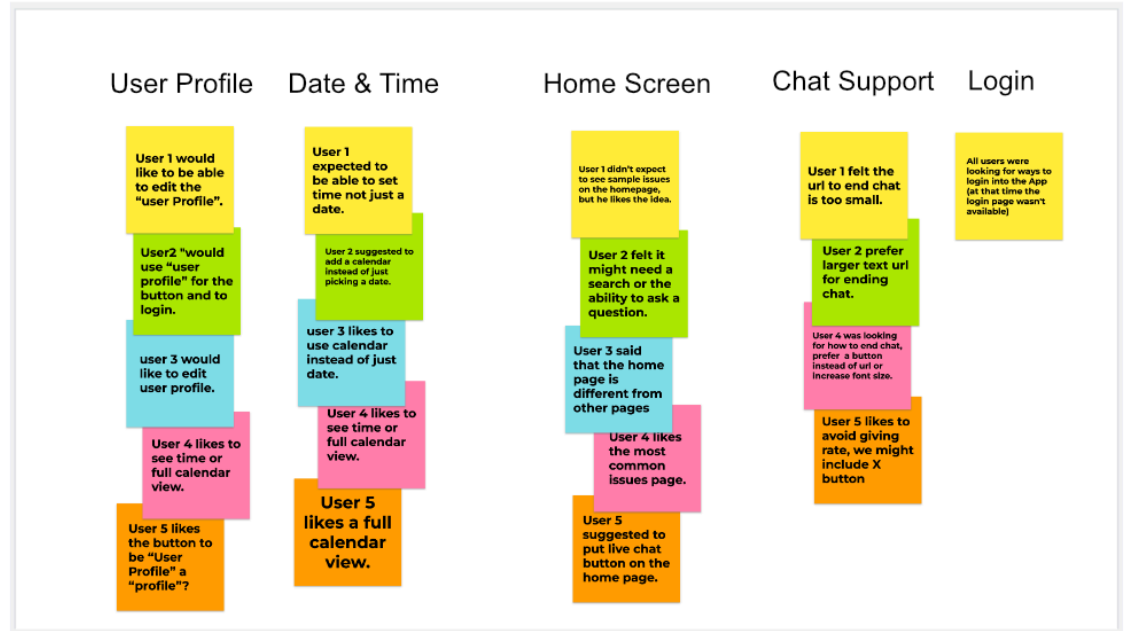 User Profile
Date & Time
Home Screen
Chat Support
Login
User 1 would
like to be able
to edit the
“user Profile”.
User2 "would
use “user
profile” for the
button and to
login.
user 3 would
like to edit
user profile.
User 4 likes to
see time or
full calendar
view.
User 5 likes
the button to
be “User
Profile” a
“profile”?
User 1
expected to
be able to set
time not just a
date.
User 2 suggested to
add a calendar
instead of just
picking a date.
user 3 likes to
use calendar
instead of just
date.
User 4 likes to
see time or
full calendar
view.
User 5
likes a full
calendar
view.
User 1 didn't expect
to see sample issues
on the homepage,
but he likes the idea.
User 2 felt it
might need a
search or the
ability to ask a
question.
User 3 said
that the home
page is
different from
other pages
User 4 likes
the most
common
issues page.
User 5
suggested to
put live chat
button on the
home page.
User 1 felt the
url to end chat
is too small.
User 2 prefer
larger text url
for ending
chat.
User 4 was looking
for how to end chat,
prefer a button
instead of url or
increase font size.
User 5 likes to
avoid giving
rate, we might
include X
button
All users were
looking for ways to
login into the App
(at that time the
login page wasn't
available)